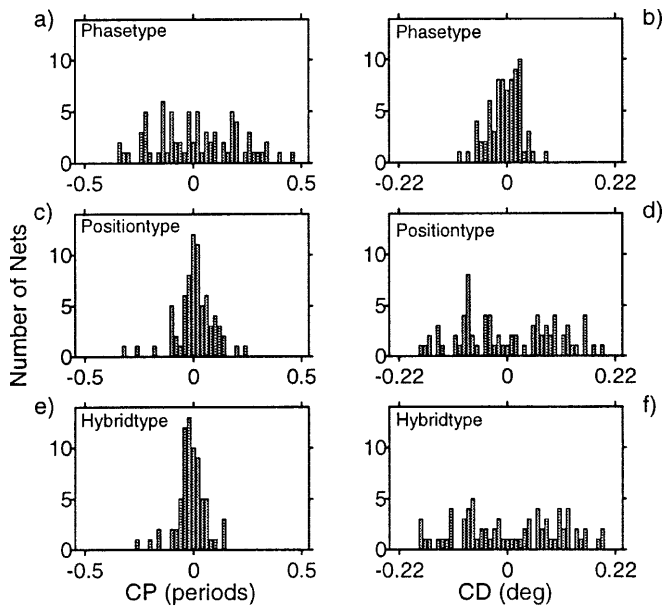 a)
Phasetype
10
5
0
-0.5
0
0.5
b)
Phasetype
10
5
0
-0.22
0
0.22
c)
Positiontype
10
5
0
-0.5
0
0.5
d)
Positiontype
10
5
0
-0.22
0
0.22
e)
Hybridtype
10
5
0
-0.5
0
0.5
CP (periods)
f)
Hybridtype
10
5
0
-0.22
0
0.22
CD (deg)
Number of Nets